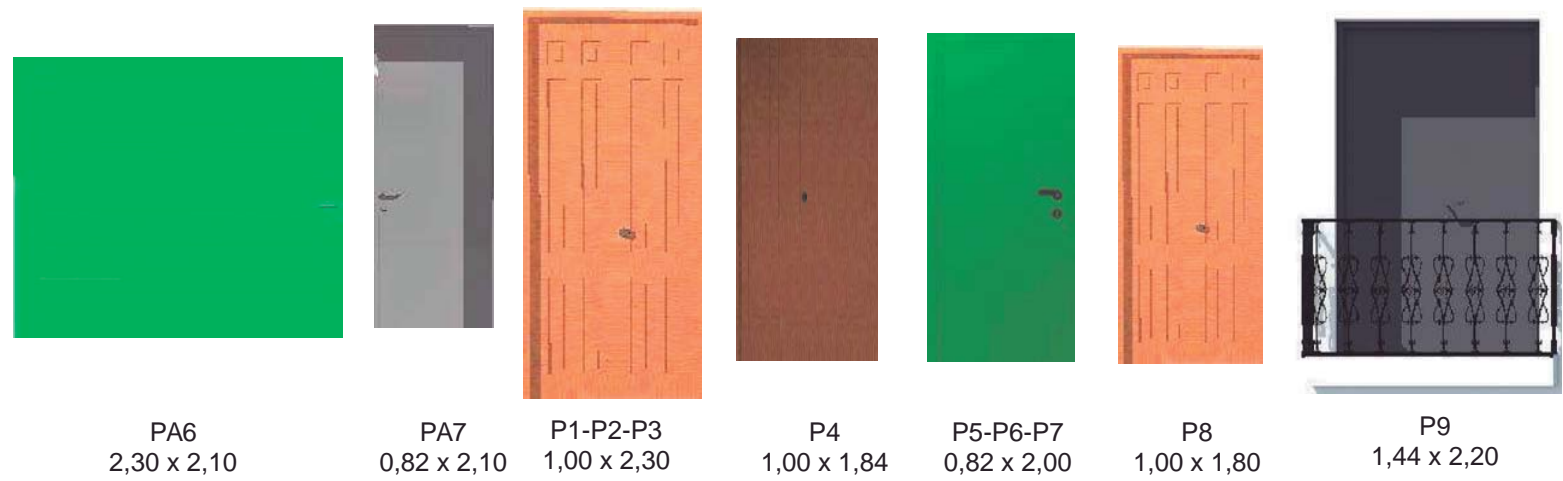 PA6
2,30 x 2,10
PA7
0,82 x 2,10
P1-P2-P3
1,00 x 2,30
P4
1,00 x 1,84
P5-P6-P7
0,82 x 2,00
P8
1,00 x 1,80
P9
1,44 x 2,20